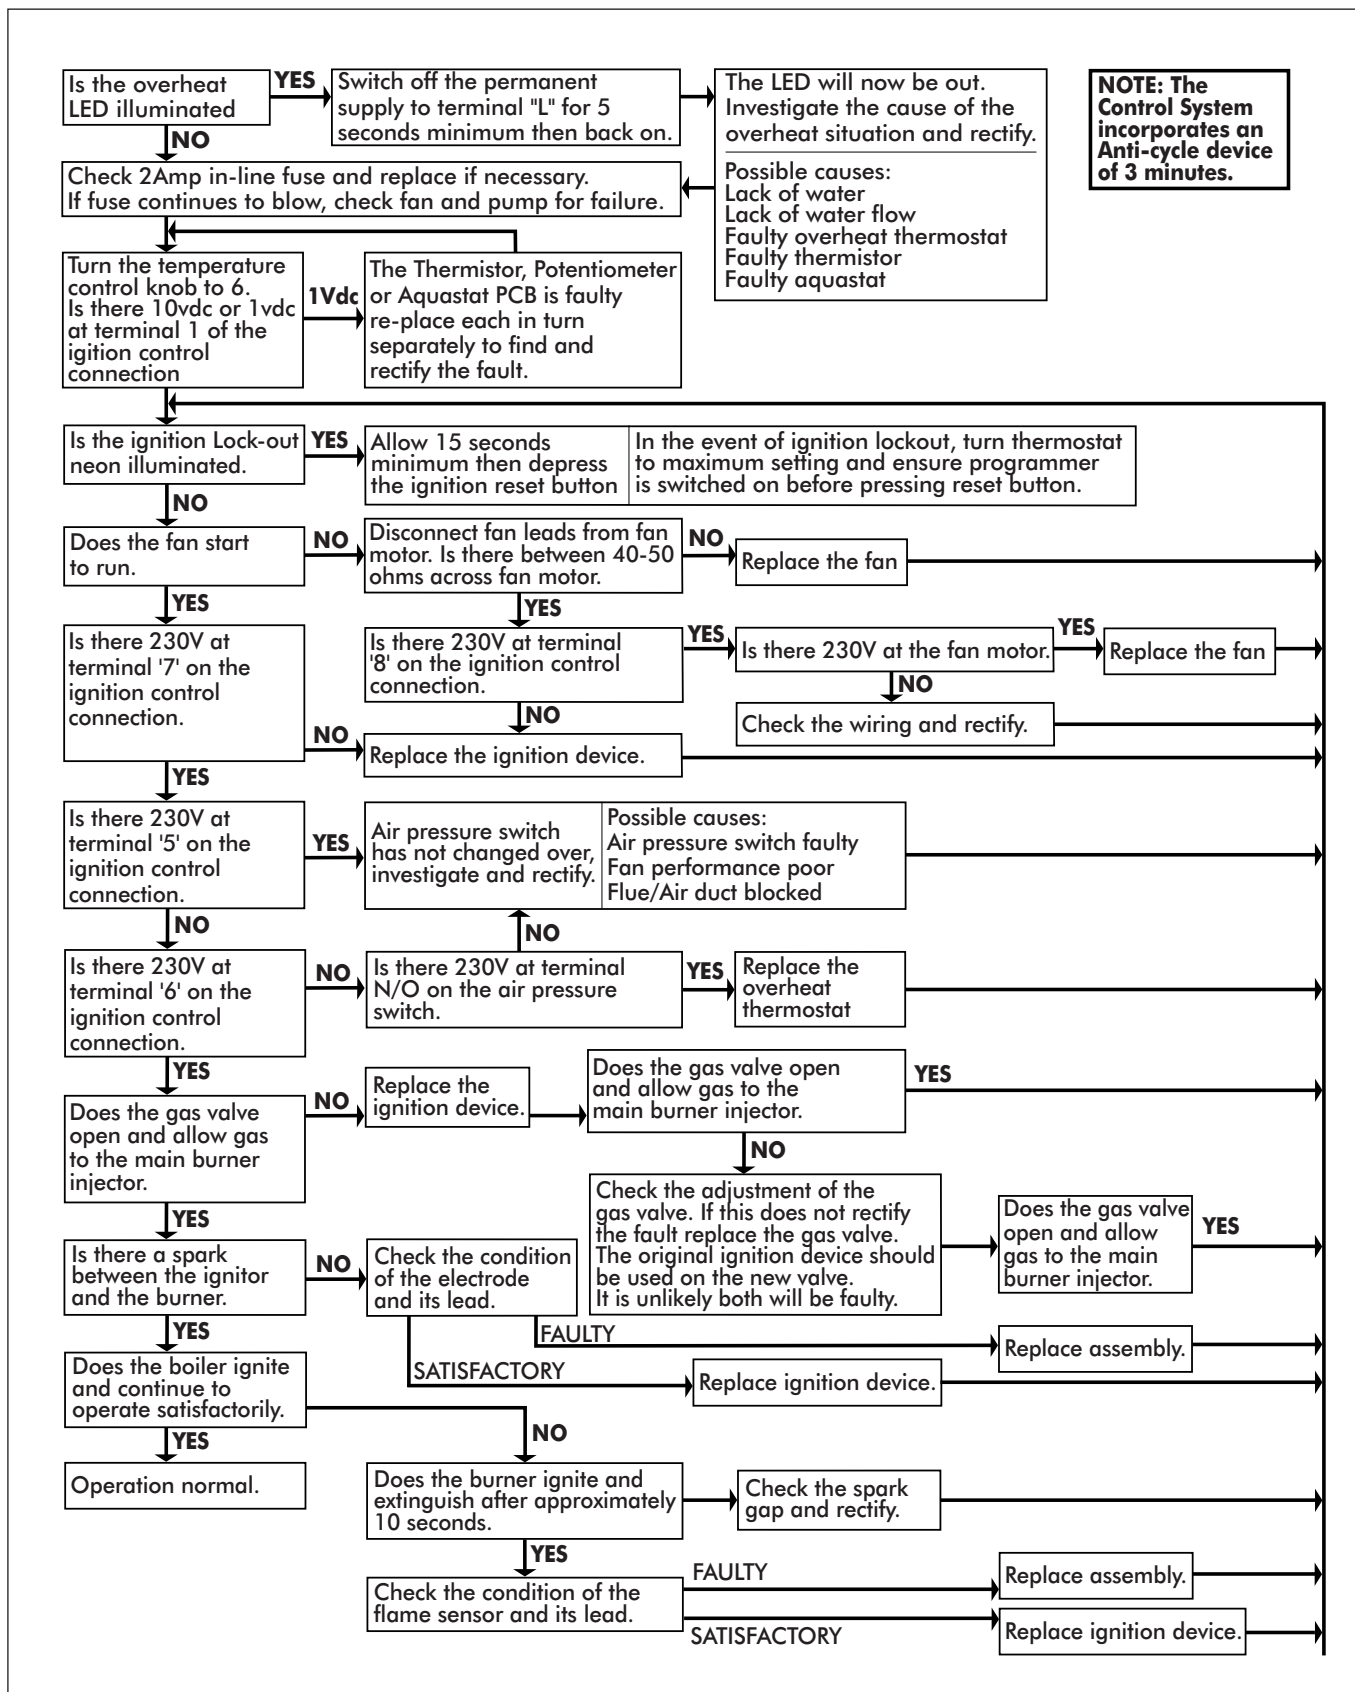 Is the overheat
LED illuminated
YES
Switch off the permanent
supply to terminal "L" for 5
seconds minimum then back on.
The LED will now be out.
Investigate the cause of the
overheat situation and rectify.
Possible causes:
Lack of water
Lack of water flow
Faulty overheat thermostat
Faulty thermistor
Faulty aquastat
NOTE: The
Control System
incorporates an
Anti-cycle device
of 3 minutes.
NO
Check 2Amp in-line fuse and replace if necessary.
If fuse continues to blow, check fan and pump for failure.
Turn the temperature
control knob to 6.
Is there 10vdc or 1vdc
at terminal 1 of the
igition control
connection
1Vdc
The Thermistor, Potentiometer
or Aquastat PCB is faulty
re-place each in turn
separately to find and
rectify the fault.
Is the ignition Lock-out
neon illuminated.
YES
Allow 15 seconds
minimum then depress
the ignition reset button
In the event of ignition lockout, turn thermostat
to maximum setting and ensure programmer
is switched on before pressing reset button.
NO
Does the fan start
to run.
NO
Disconnect fan leads from fan
motor. Is there between 40-50
ohms across fan motor.
NO
Replace the fan
YES
YES
Is there 230V at
terminal '7' on the
ignition control
connection.
Is there 230V at terminal
'8' on the ignition control
connection.
YES
Is there 230V at the fan motor.
YES
Replace the fan
NO
Check the wiring and rectify.
NO
NO
Replace the ignition device.
YES
Is there 230V at
terminal '5' on the
ignition control
connection.
YES
Air pressure switch
has not changed over,
investigate and rectify.
Possible causes:
Air pressure switch faulty
Fan performance poor
Flue/Air duct blocked
NO
NO
Is there 230V at
terminal '6' on the
ignition control
connection.
NO
Is there 230V at terminal
N/O on the air pressure
switch.
YES
Replace the
overheat
thermostat
YES
Does the gas valve
open and allow gas
to the main burner
injector.
NO
Replace the
ignition device.
Does the gas valve open
and allow gas to the
main burner injector.
YES
NO
Check the adjustment of the
gas valve. If this does not rectify
the fault replace the gas valve.
The original ignition device should
be used on the new valve.
It is unlikely both will be faulty.
Does the gas valve
open and allow
gas to the main
burner injector.
YES
YES
Is there a spark
between the ignitor
and the burner.
NO
Check the condition
of the electrode
and its lead.
FAULTY
Replace assembly.
SATISFACTORY
Replace ignition device.
YES
Does the boiler ignite
and continue to
operate satisfactorily.
NO
YES
Operation normal.
Does the burner ignite and
extinguish after approximately
10 seconds.
Check the spark
gap and rectify.
YES
Check the condition of the
flame sensor and its lead.
FAULTY
Replace assembly.
SATISFACTORY
Replace ignition device.